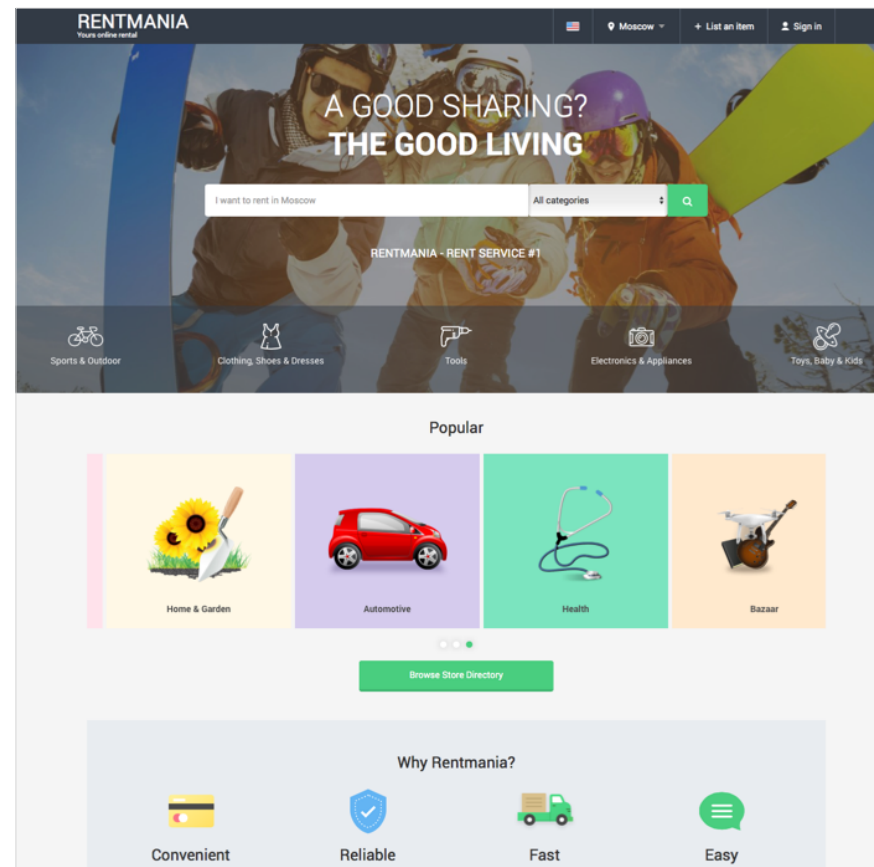 RENTMANIA
Yours online rental
Moscow
+ List an item
Sign in
A GOOD SHARING?
THE GOOD LIVING
I want to rent in Moscow
All categories
RENTMANIA - RENT SERVICE #1
Sports & Outdoor
Clothing, Shoes & Dresses
Tools
Electronics & Appliances
Toys, Baby & Kids
Popular
Home & Garden
Automotive
Health
Bazaar
Browse Store Directory
Why Rentmania?
Convenient
Reliable
Fast
Easy